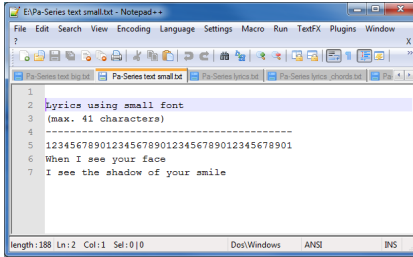 E:\Pa-Series text small.txt - Notepad++
File Edit Search View Encoding Language Settings Macro Run TextFX Plugins Window
? X
Pa-Series text big.txt Pa-Series text small.txt Pa-Series lyrics.txt Pa-Series lyrics_chords.txt Pa
1
2 Lyrics using small font
3 (max. 41 characters)
4 -----------------------------------------
5 12345678901234567890123456789012345678901
6 When I see your face
7 I see the shadow of your smile
length : 188 Ln : 2 Col : 1 Sel : 0 | 0 Dos\Windows ANSI INS